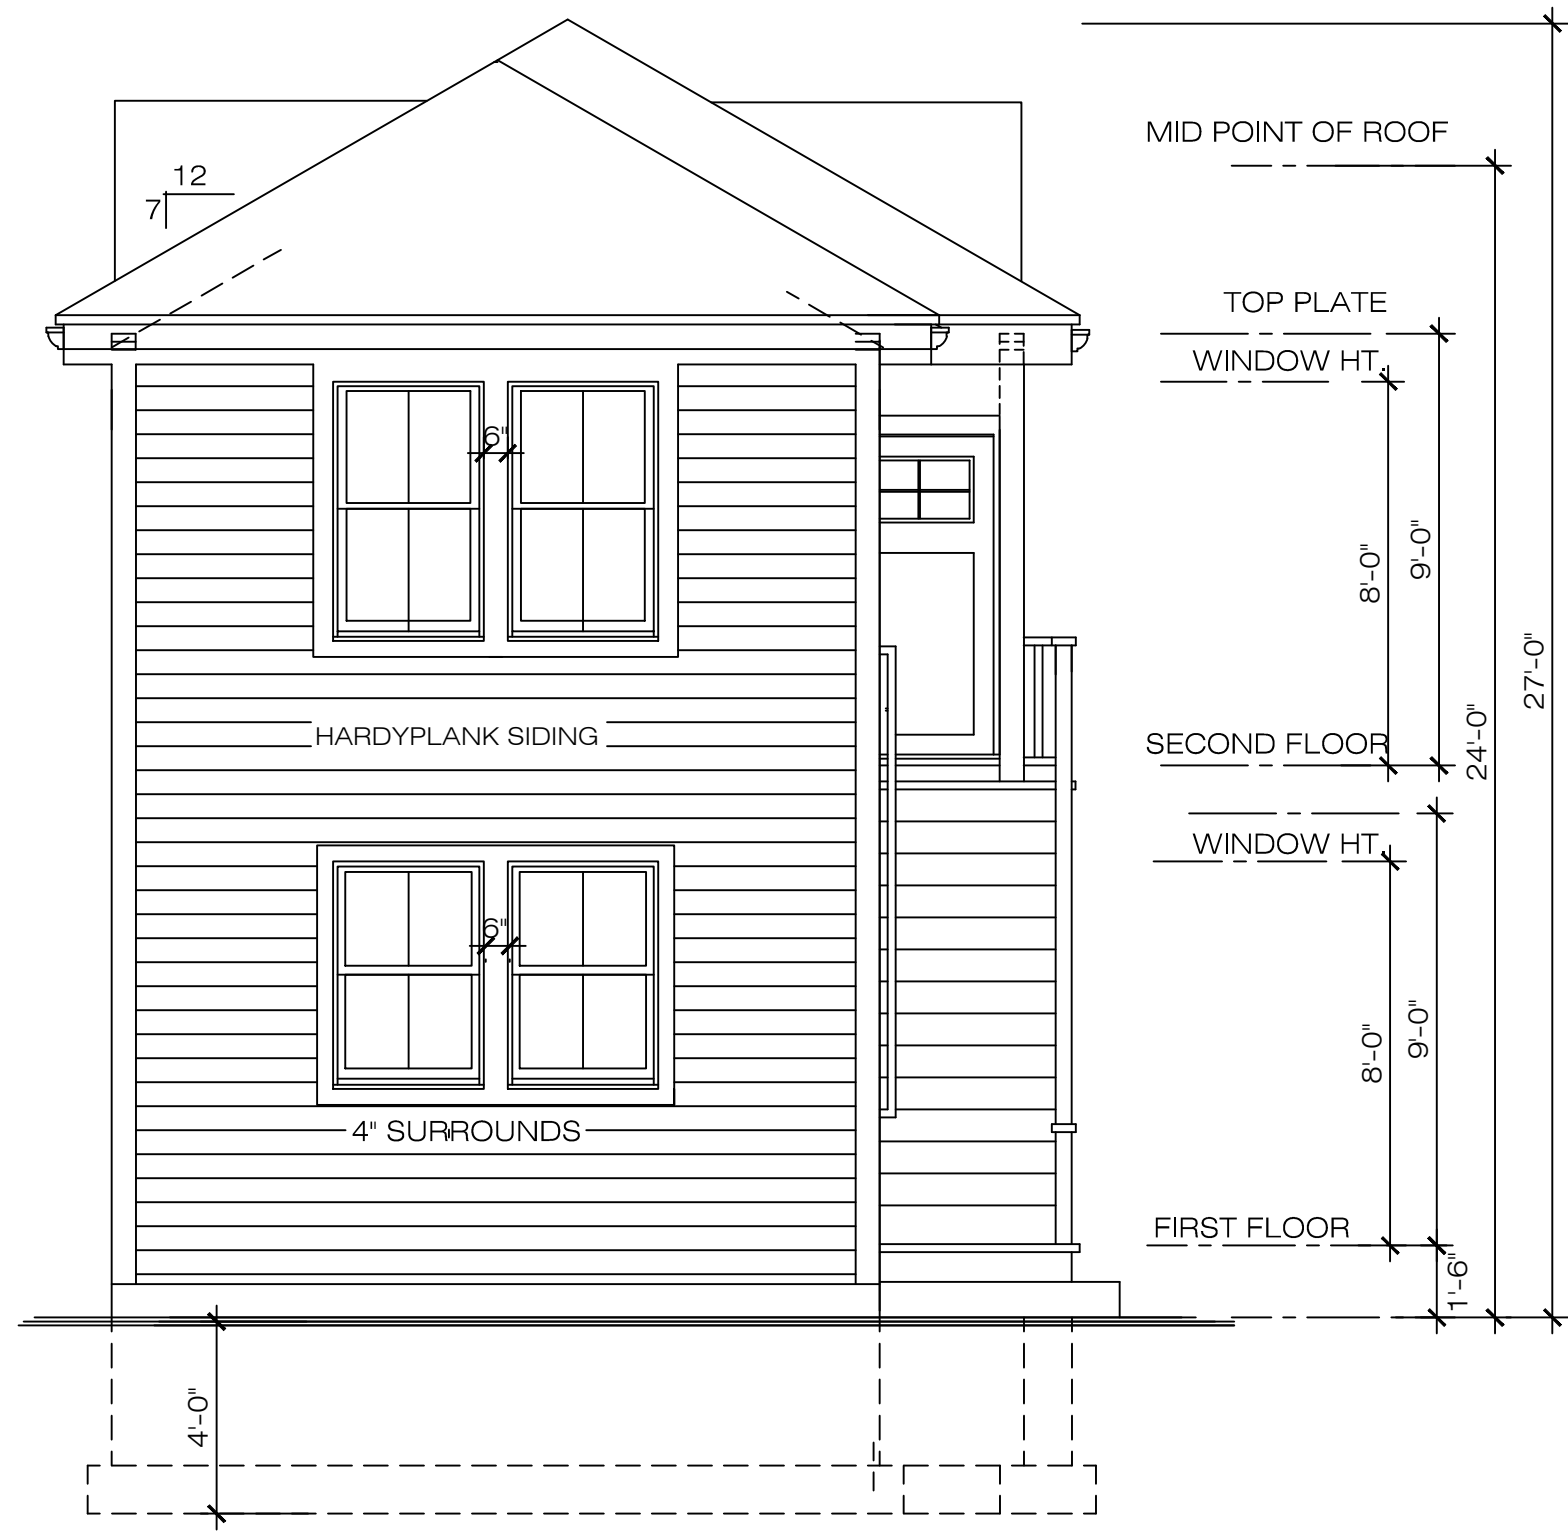 MID POINT OF ROOF
12
7
TOP PLATE
WINDOW HT.
6"
8'-0"
9'-0"
27'-0"
24'-0"
HARDYPLANK SIDING
SECOND FLOOR
WINDOW HT.
6"
8'-0"
9'-0"
4" SURROUNDS
FIRST FLOOR
1'-6"
4'-0"